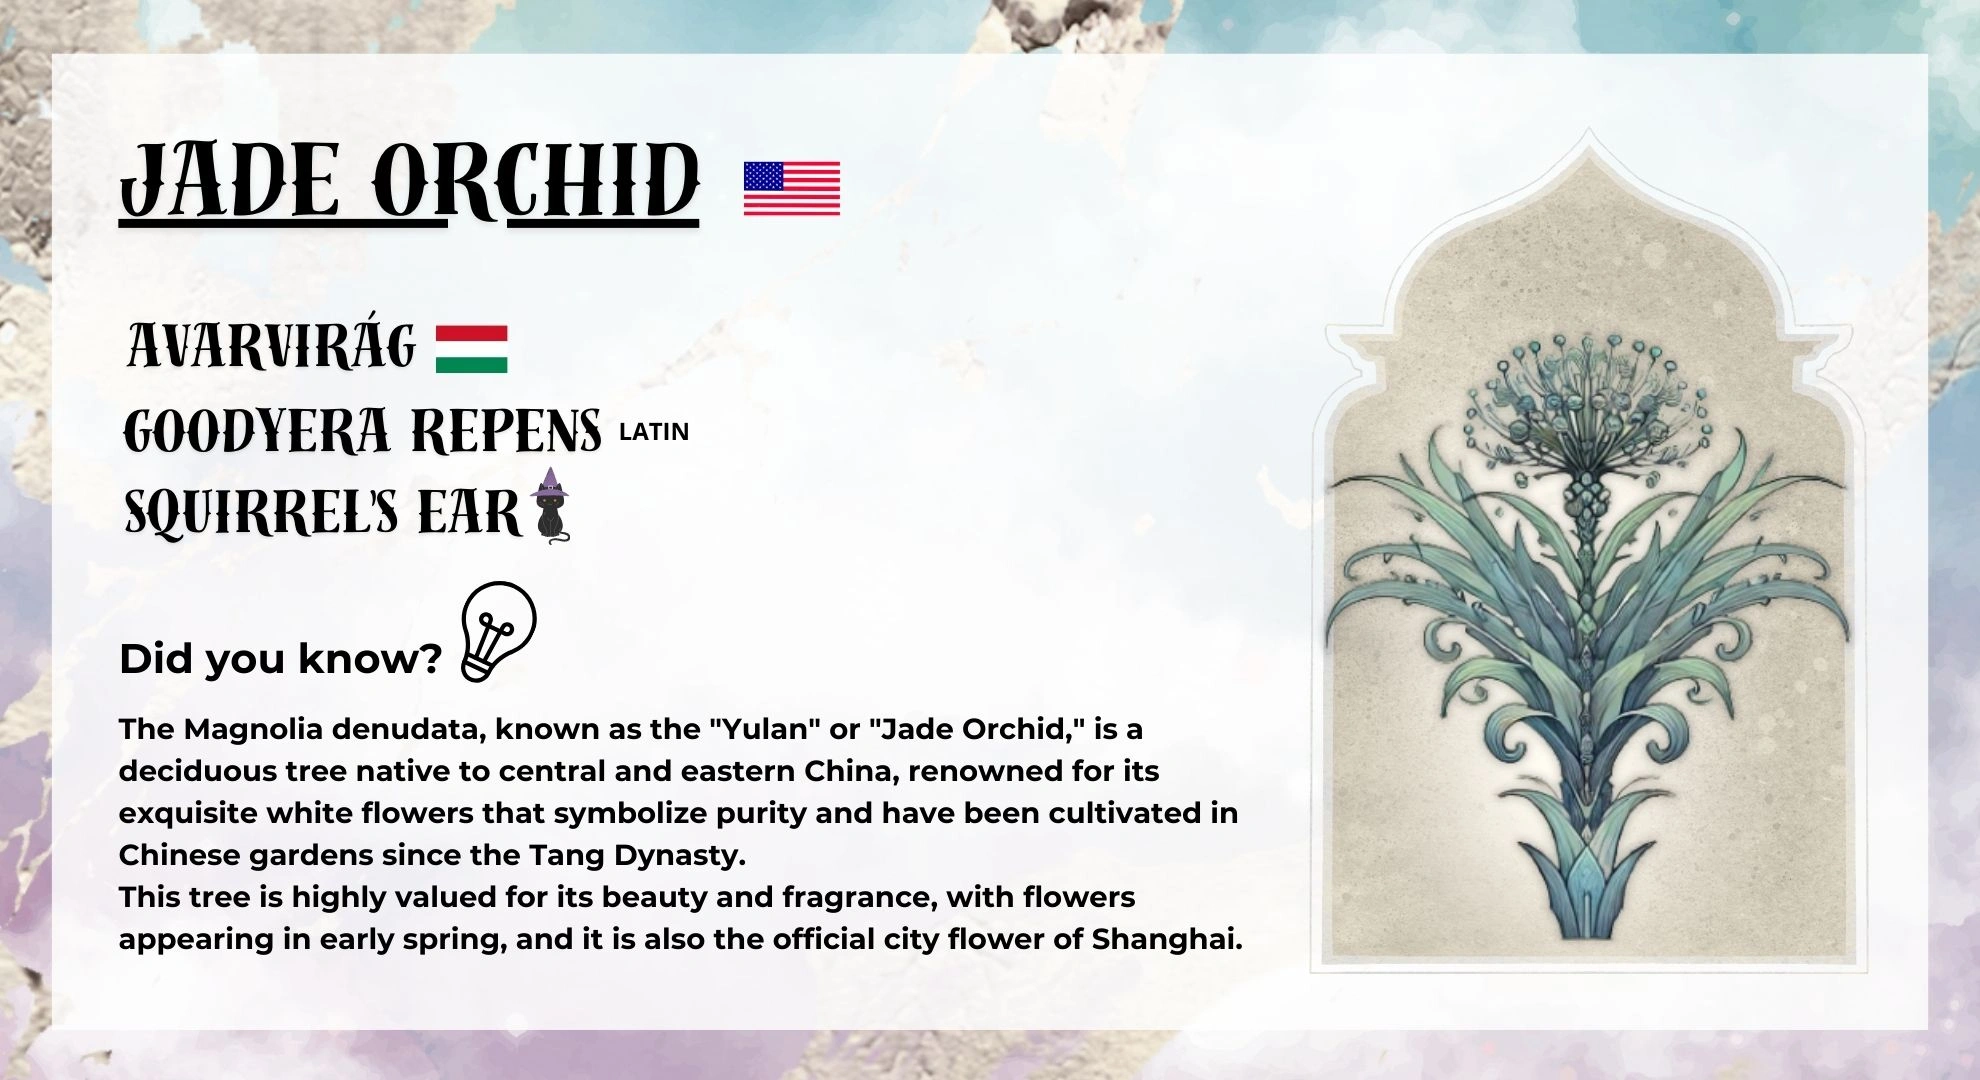 JADE ORCHID
AVARVIRÁG
GOODYERA REPENS LATIN
SQUIRREL'S EAR
Did you know?
The Magnolia denudata, known as the "Yulan" or "Jade Orchid," is a
deciduous tree native to central and eastern China, renowned for its
exquisite white flowers that symbolize purity and have been cultivated in
Chinese gardens since the Tang Dynasty.
This tree is highly valued for its beauty and fragrance, with flowers
appearing in early spring, and it is also the official city flower of Shanghai.